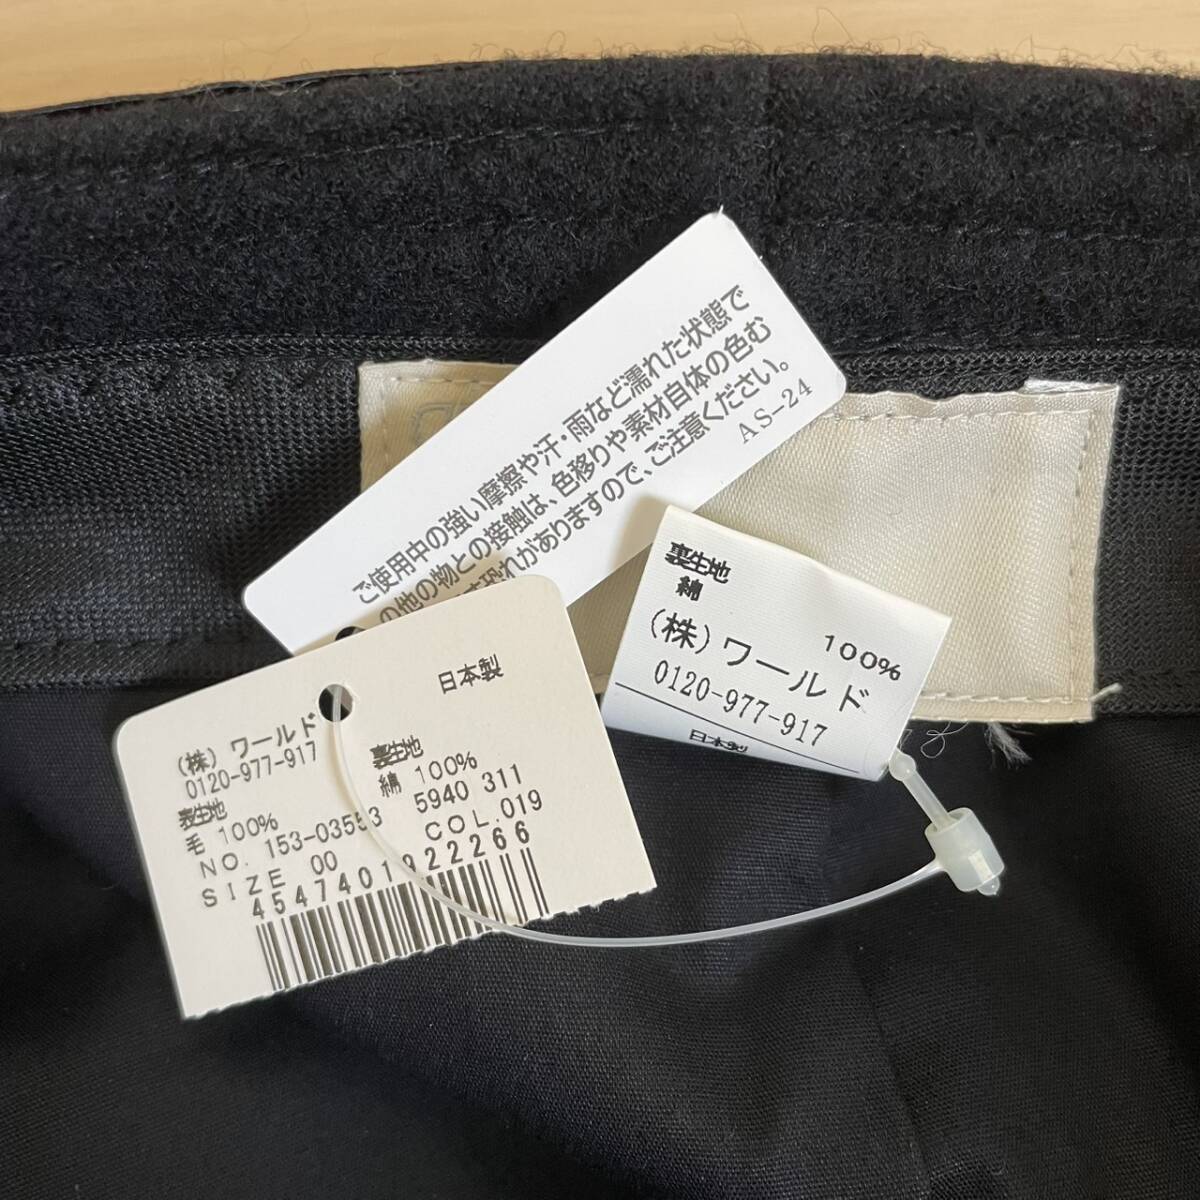 ご使用中の強い摩擦や汗・雨など濡れた状態で
の他の物との接触は、色移りや素材自体の色む
恐れがありますので、ご注意ください。
AS-24
裏生地
綿 100%
(株)ワールド
0120-977-917
日本製
日本製
(株)ワールド
0120-977-917
表生地
毛 100%
裏生地
綿 100%
NO. 153-03553 5940 311
SIZE 00 COL.019
4547401922266